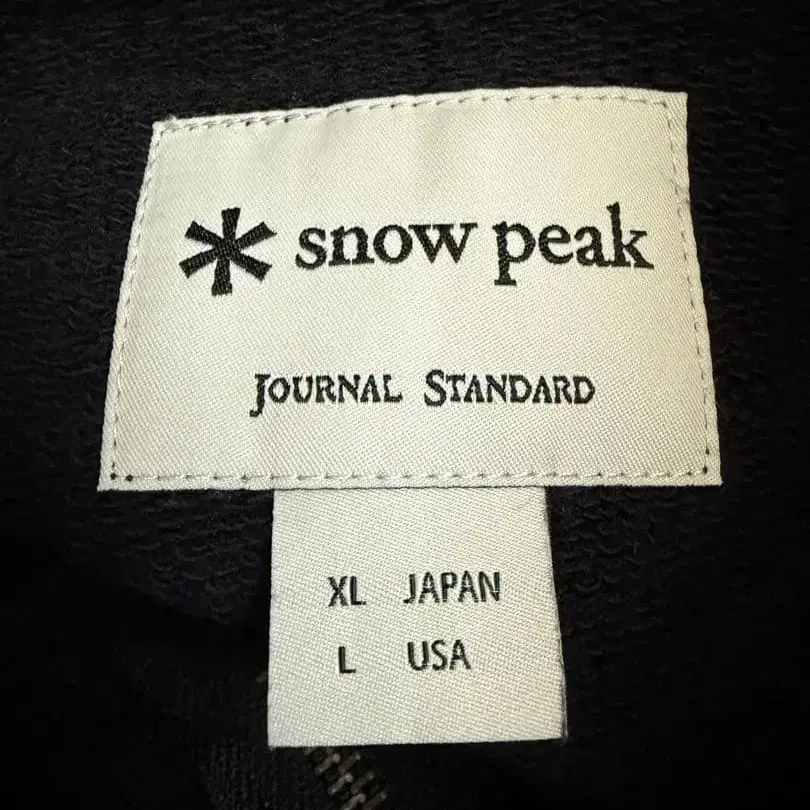 snow peak
JOURNAL STANDARD
XL JAPAN
L USA